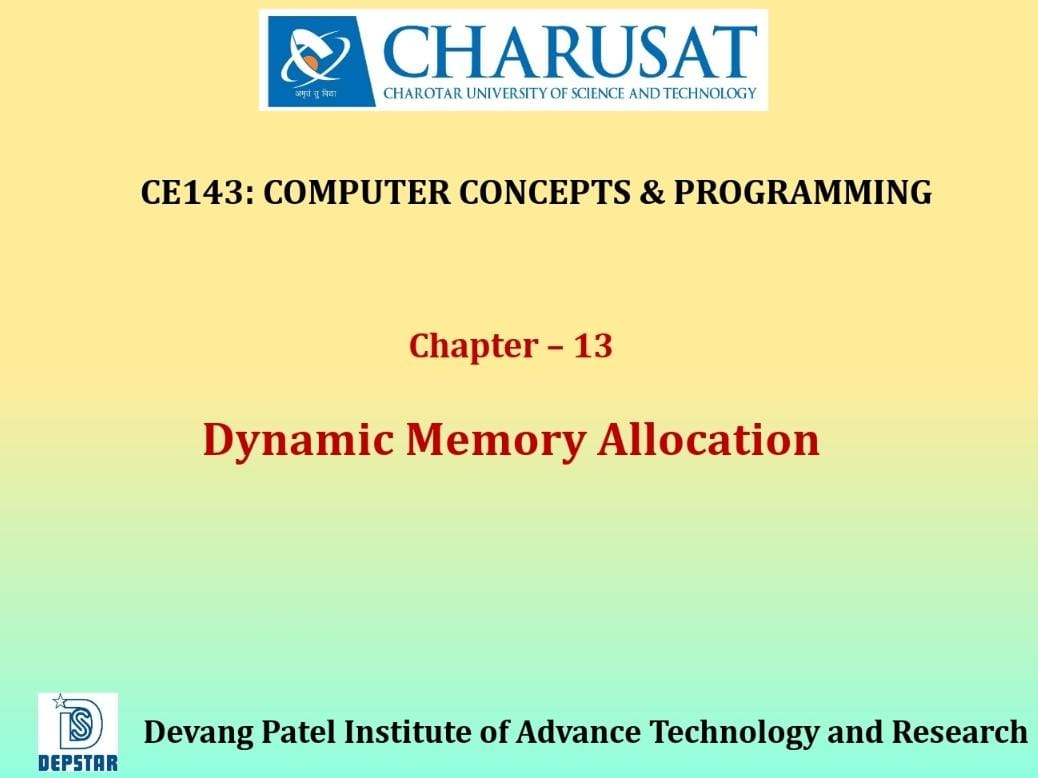 CHARUSAT
अमृतं तु विद्या
CHAROTAR UNIVERSITY OF SCIENCE AND TECHNOLOGY
CE143: COMPUTER CONCEPTS & PROGRAMMING
Chapter – 13
Dynamic Memory Allocation
DEPSTAR
Devang Patel Institute of Advance Technology and Research